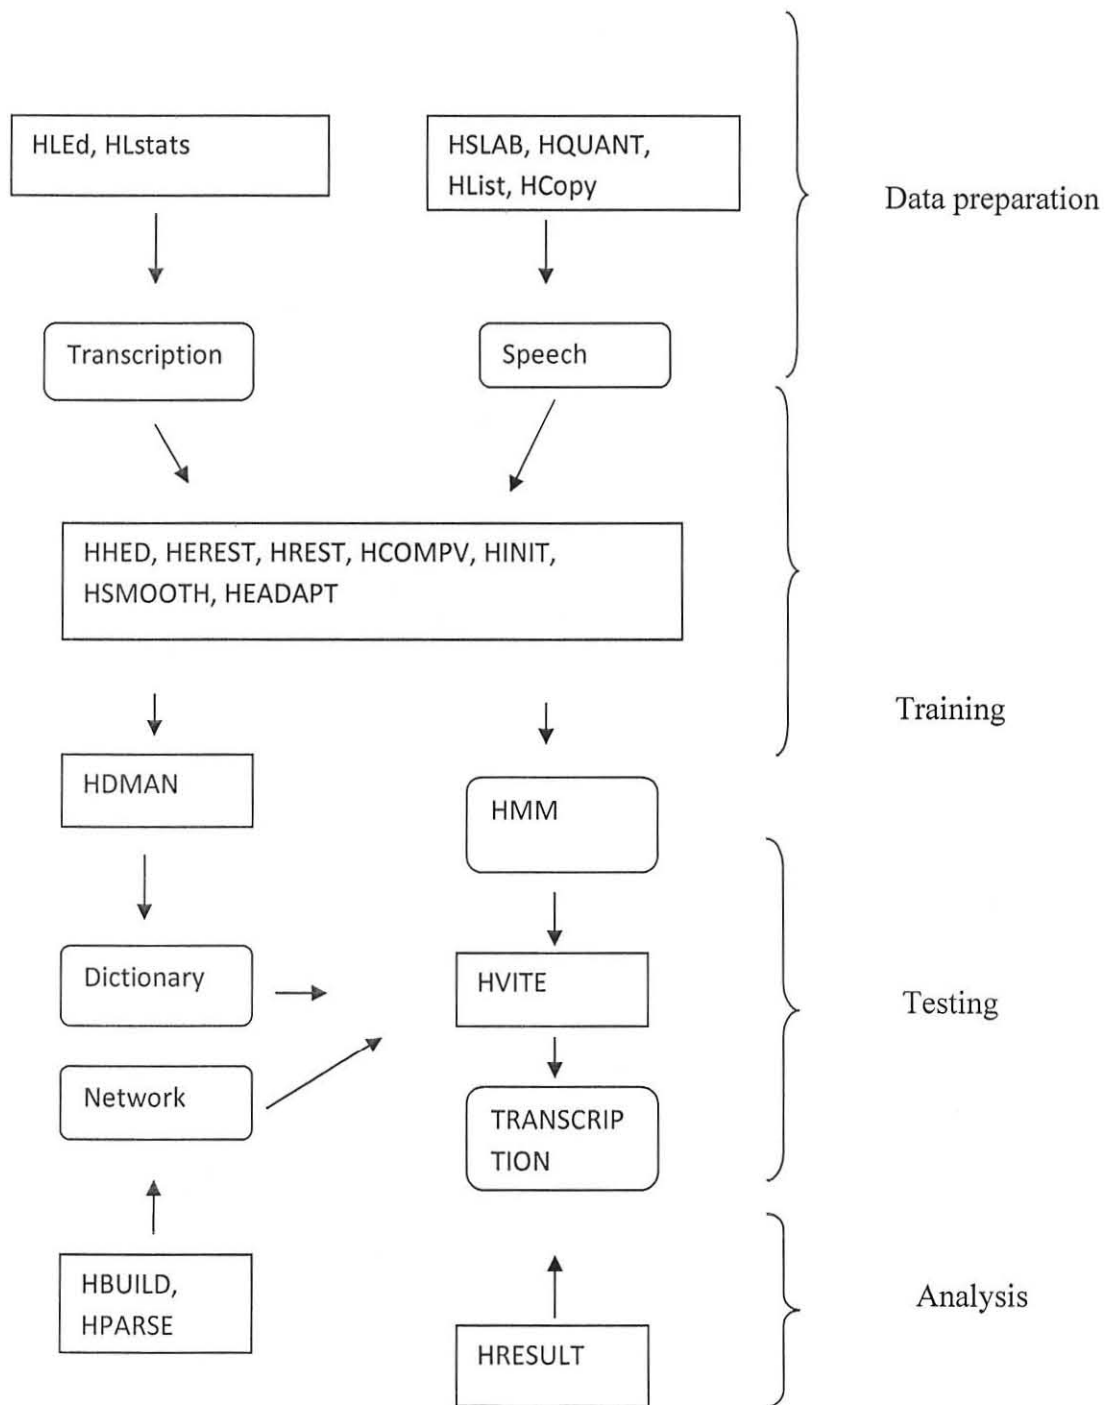 HLEd, HLstats
HSLAB, HQUANT,
HList, HCopy
Data preparation
Transcription
Speech
HHED, HEREST, HREST, HCOMPV, HINIT,
HSMOOTH, HEADAPT
Training
HDMAN
HMM
Dictionary
HVITE
Testing
Network
TRANSCRIP
TION
HBUILD,
HPARSE
Analysis
HRESULT